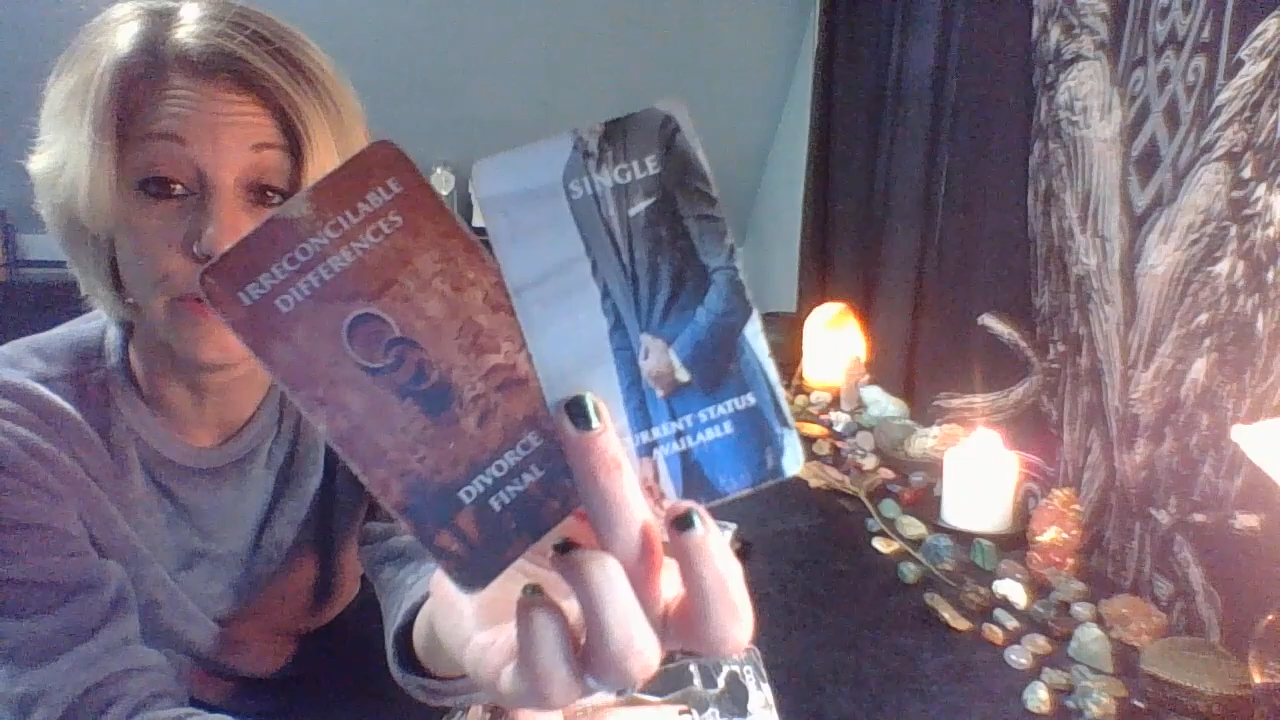 IRRECONCILABLE
DIFFERENCES
DIVORCE
FINAL
SINGLE
CURRENT STATUS
AVAILABLE